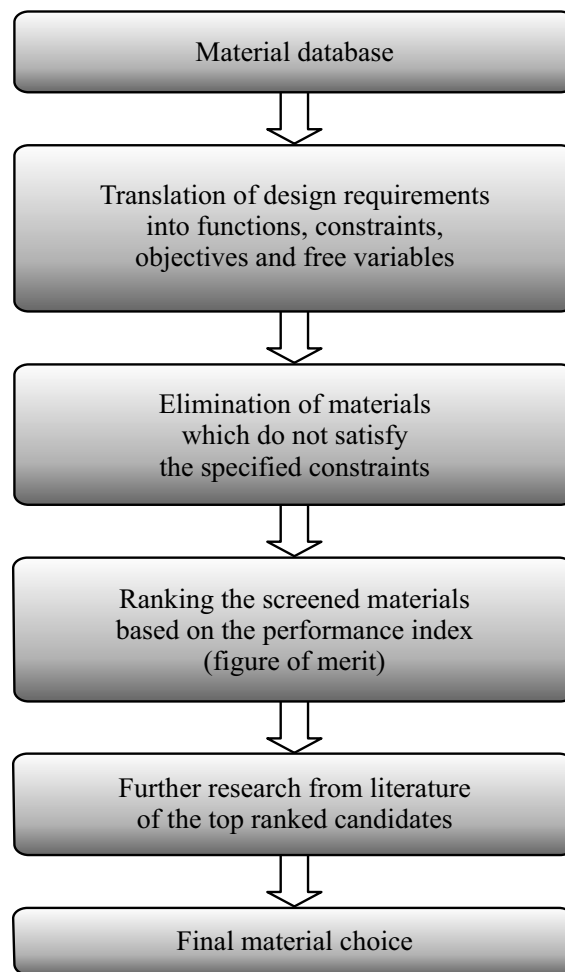 Material database
Translation of design requirements
into functions, constraints,
objectives and free variables
Elimination of materials
which do not satisfy
the specified constraints
Ranking the screened materials
based on the performance index
(figure of merit)
Further research from literature
of the top ranked candidates
Final material choice